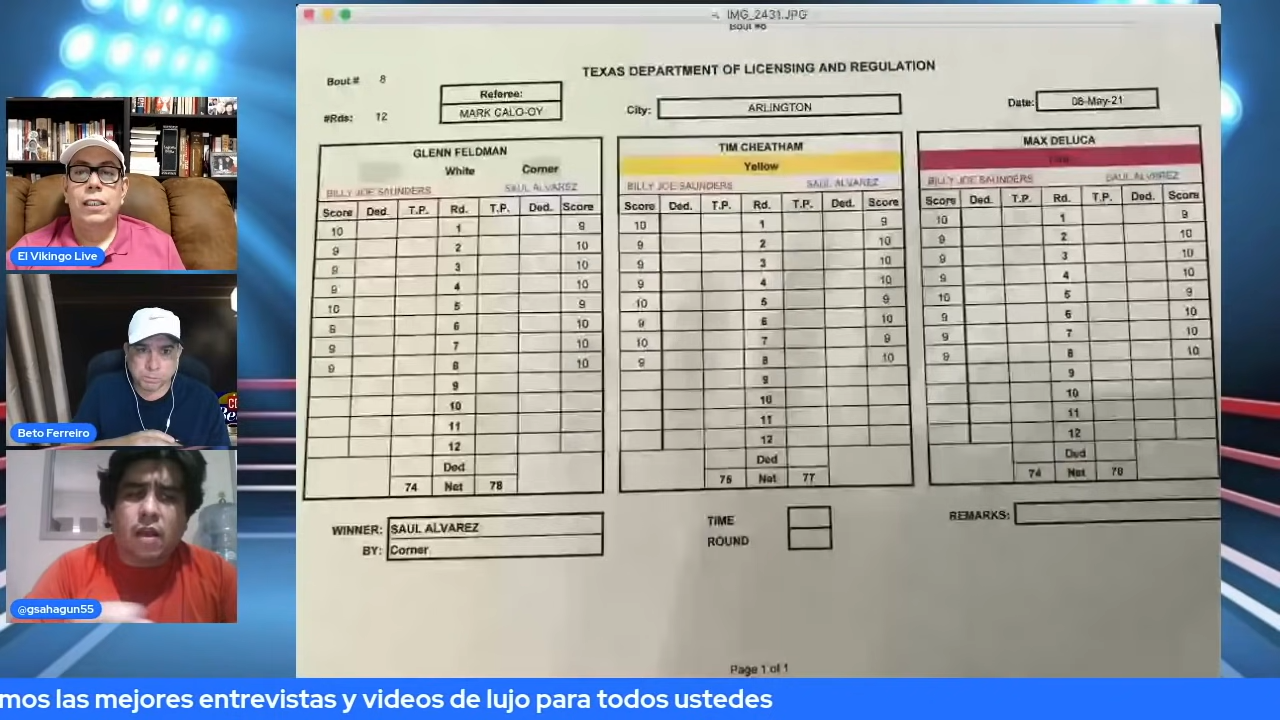 IMG_2431.JPG
Bout #8
TEXAS DEPARTMENT OF LICENSING AND REGULATION
Bout # 8
#Rds: 12
Referee:
MARK CALO-OY
City: ARLINGTON
Date: 08-May-21
GLENN FELDMAN
White Corner
BILLY JOE SAUNDERS SAUL ALVAREZ
Score Ded. T.P. Rd. T.P. Ded. Score
10 1 9
9 2 10
9 3 10
9 4 10
10 5 9
9 6 10
9 7 10
9 8 10
9
10
11
12
Ded
74 Net 78
TIM CHEATHAM
Yellow
BILLY JOE SAUNDERS SAUL ALVAREZ
Score Ded. T.P. Rd. T.P. Ded. Score
10 1 9
9 2 10
9 3 10
9 4 10
10 5 9
9 6 10
10 7 9
9 8 10
9
10
11
12
Ded
75 Net 77
MAX DELUCA
BILLY JOE SAUNDERS SAUL ALVAREZ
Score Ded. T.P. Rd. T.P. Ded. Score
10 1 9
9 2 10
9 3 10
9 4 10
10 5 9
9 6 10
9 7 10
9 8 10
9
10
11
12
Ded
74 Net 78
WINNER: SAUL ALVAREZ
BY: Corner
TIME
ROUND
REMARKS:
Page 1 of 1
El Vikingo Live
Beto Ferreiro
@gsahagun55
mos las mejores entrevistas y videos de lujo para todos ustedes